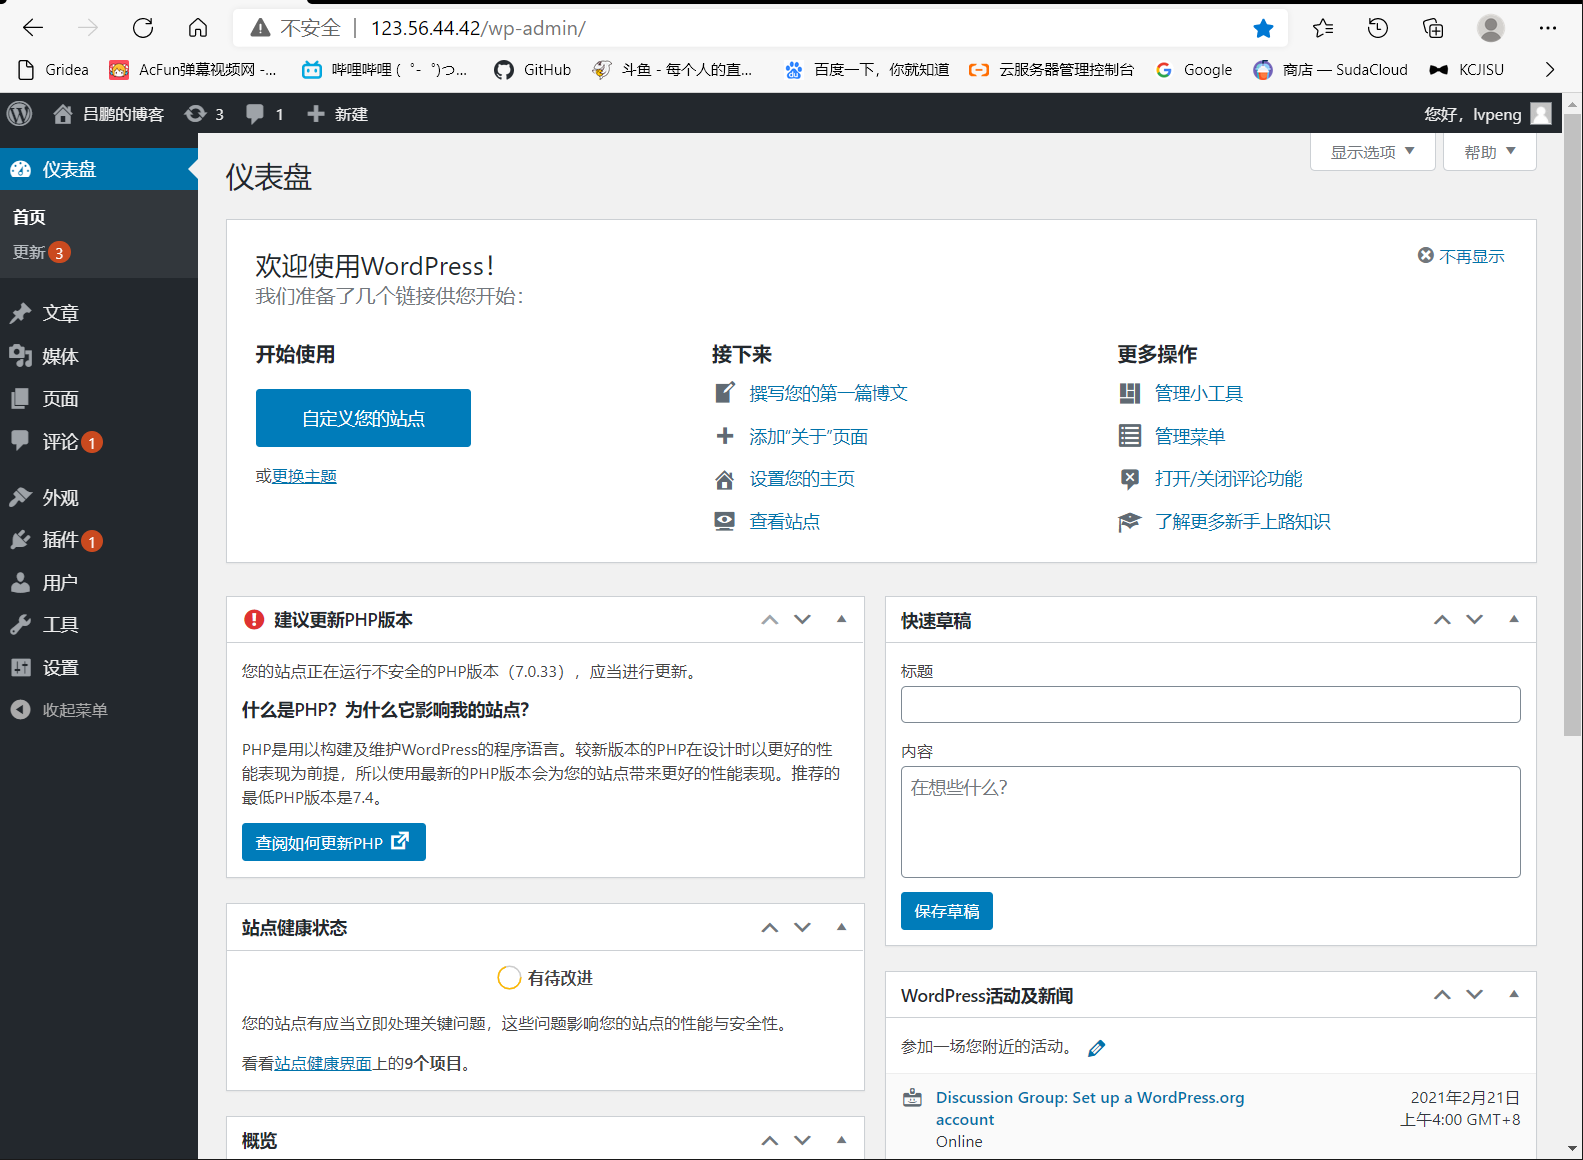 不安全 | 123.56.44.42/wp-admin/
Gridea AcFun弹幕视频网 -... 哔哩哔哩 ( ゜- ゜)つ... GitHub 斗鱼 - 每个人的直... 百度一下，你就知道 云服务器管理控制台 Google 商店 — SudaCloud KCJISU
吕鹏的博客 3 1 新建 您好，lvpeng
仪表盘
首页
更新 3
文章
媒体
页面
评论 1
外观
插件 1
用户
工具
设置
收起菜单
仪表盘
显示选项 帮助
欢迎使用WordPress！
我们准备了几个链接供您开始：
不再显示
开始使用
自定义您的站点
或更换主题
接下来
撰写您的第一篇博文
添加“关于”页面
设置您的主页
查看站点
更多操作
管理小工具
管理菜单
打开/关闭评论功能
了解更多新手上路知识
建议更新PHP版本
您的站点正在运行不安全的PHP版本（7.0.33），应当进行更新。
什么是PHP？为什么它影响我的站点？
PHP是用以构建及维护WordPress的程序语言。较新版本的PHP在设计时以更好的性
能表现为前提，所以使用最新的PHP版本会为您的站点带来更好的性能表现。推荐的
最低PHP版本是7.4。
查阅如何更新PHP
站点健康状态
有待改进
您的站点有应当立即处理关键问题，这些问题影响您的站点的性能与安全性。
看看站点健康界面上的9个项目。
概览
快速草稿
标题
内容
在想些什么？
保存草稿
WordPress活动及新闻
参加一场您附近的活动。
Discussion Group: Set up a WordPress.org
account
Online
2021年2月21日
上午4:00 GMT+8